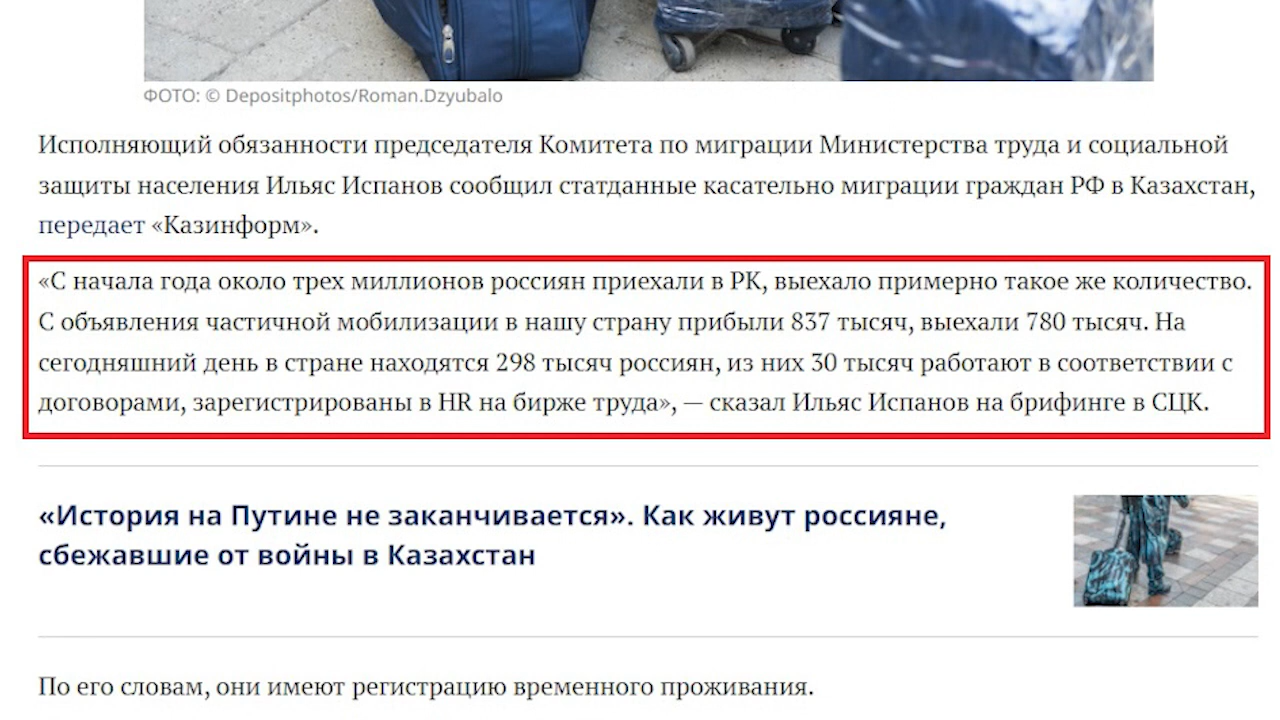 ФОТО: © Depositphotos/Roman.Dzyubalo
Исполняющий обязанности председателя Комитета по миграции Министерства труда и социальной
защиты населения Ильяс Испанов сообщил статданные касательно миграции граждан РФ в Казахстан,
передает «Казинформ».
«С начала года около трех миллионов россиян приехали в РК, выехало примерно такое же количество.
С объявления частичной мобилизации в нашу страну прибыли 837 тысяч, выехали 780 тысяч. На
сегодняшний день в стране находятся 298 тысяч россиян, из них 30 тысяч работают в соответствии с
договорами, зарегистрированы в HR на бирже труда», — сказал Ильяс Испанов на брифинге в СЦК.
«История на Путине не заканчивается». Как живут россияне,
сбежавшие от войны в Казахстан
По его словам, они имеют регистрацию временного проживания.